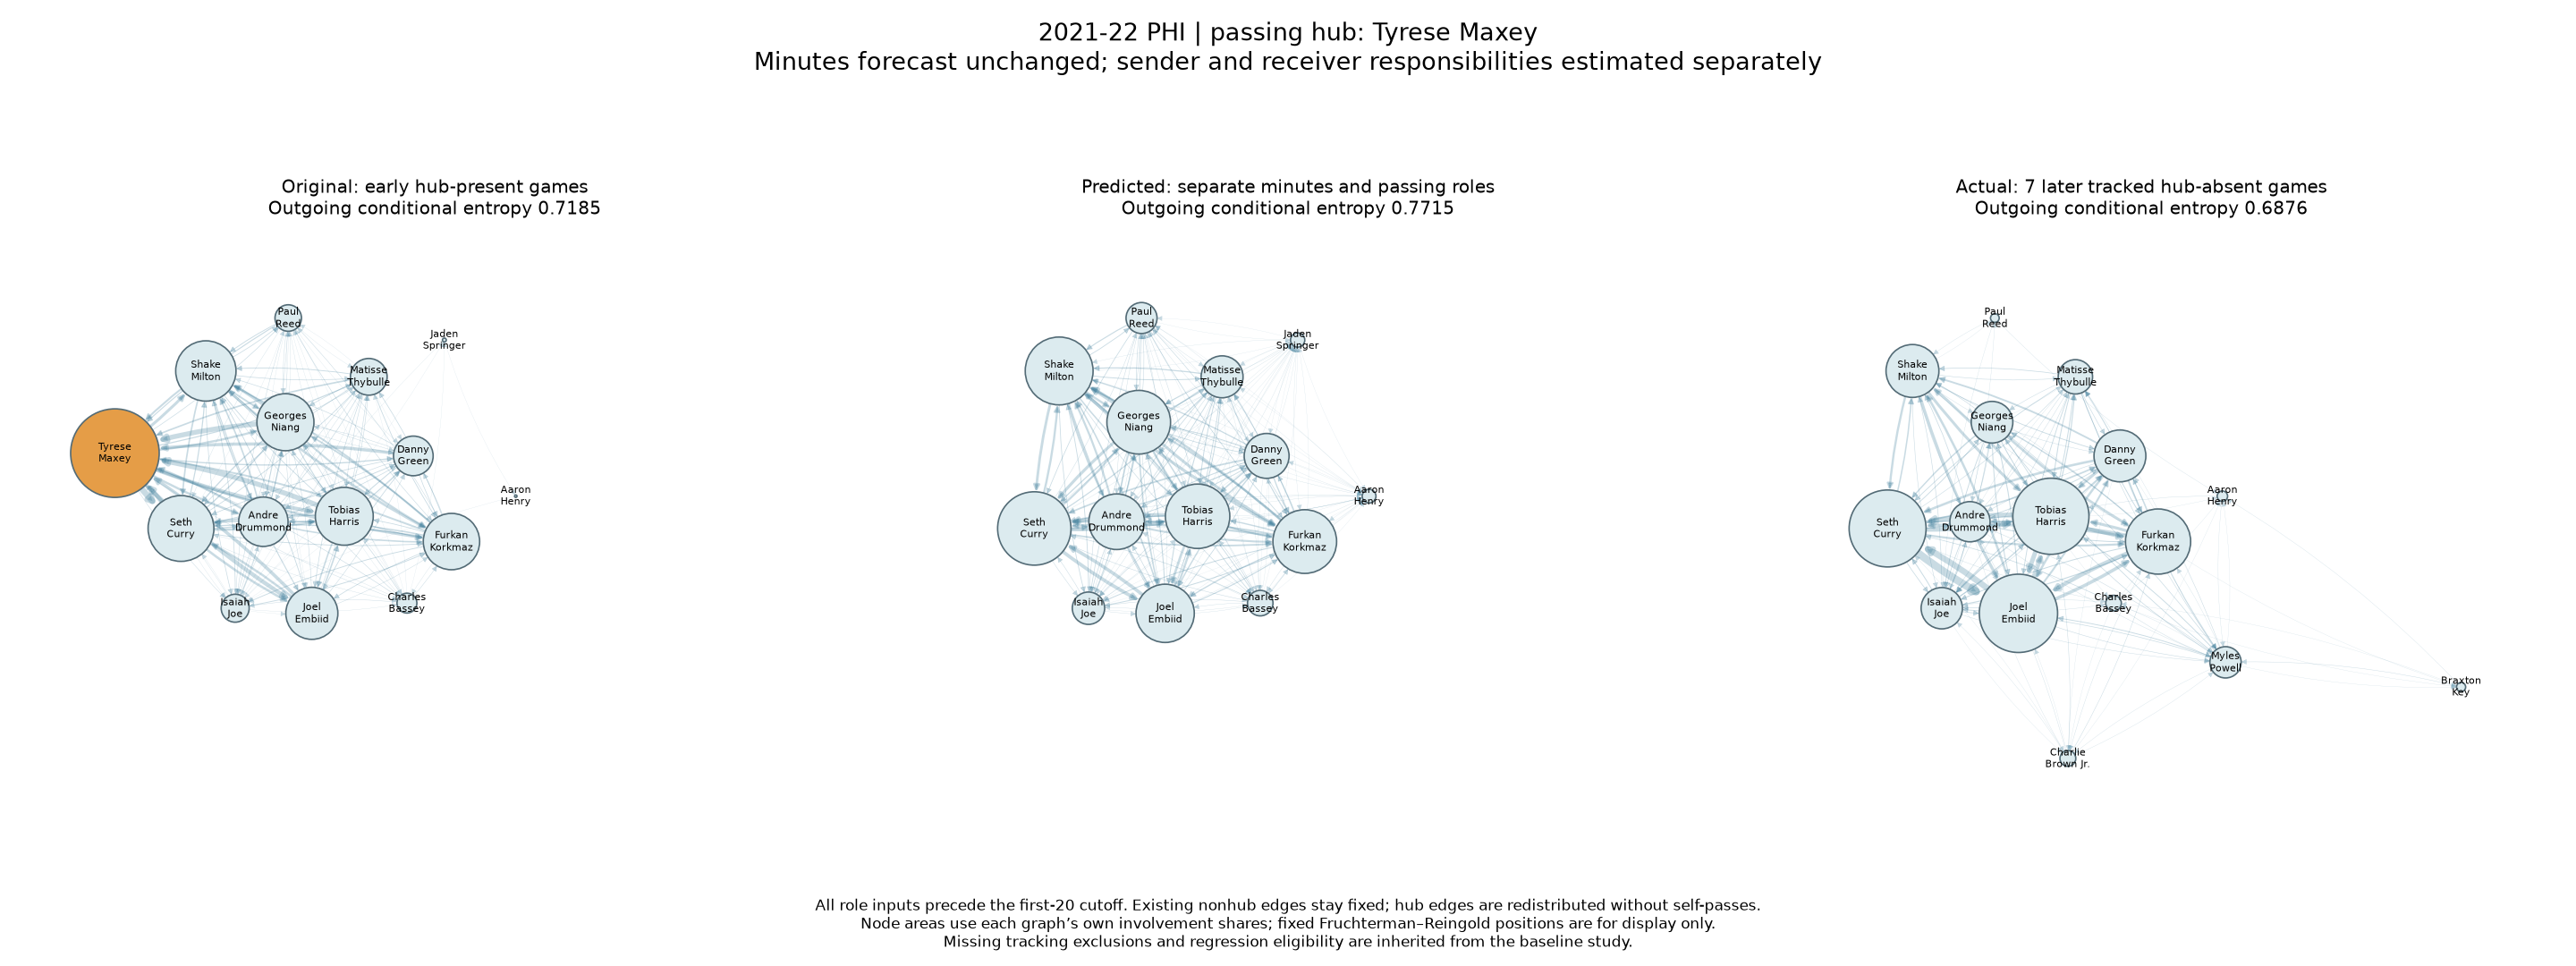 2021-22 PHI | passing hub: Tyrese Maxey
Minutes forecast unchanged; sender and receiver responsibilities estimated separately
Original: early hub-present games
Outgoing conditional entropy 0.7185
Paul
Reed
Jaden
Springer
Shake
Milton
Matisse
Thybulle
Georges
Niang
Tyrese
Maxey
Danny
Green
Aaron
Henry
Seth
Curry
Andre
Drummond
Tobias
Harris
Furkan
Korkmaz
Isaiah
Joe
Joel
Embiid
Charles
Bassey
Predicted: separate minutes and passing roles
Outgoing conditional entropy 0.7715
Paul
Reed
Jaden
Springer
Shake
Milton
Matisse
Thybulle
Georges
Niang
Danny
Green
Aaron
Henry
Seth
Curry
Andre
Drummond
Tobias
Harris
Furkan
Korkmaz
Isaiah
Joe
Joel
Embiid
Charles
Bassey
Actual: 7 later tracked hub-absent games
Outgoing conditional entropy 0.6876
Paul
Reed
Shake
Milton
Matisse
Thybulle
Georges
Niang
Danny
Green
Aaron
Henry
Seth
Curry
Andre
Drummond
Tobias
Harris
Furkan
Korkmaz
Isaiah
Joe
Joel
Embiid
Charles
Bassey
Myles
Powell
Braxton
Key
Charlie
Brown Jr.
All role inputs precede the first-20 cutoff. Existing nonhub edges stay fixed; hub edges are redistributed without self-passes.
Node areas use each graph’s own involvement shares; fixed Fruchterman–Reingold positions are for display only.
Missing tracking exclusions and regression eligibility are inherited from the baseline study.